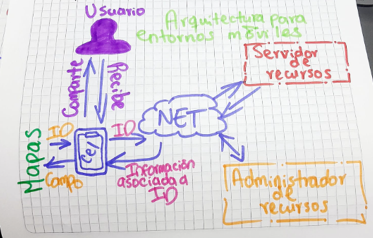 Usuario
Arquitectura para
entornos móviles
Servidor
de
recursos
Comparte
Recibe
NET
Mapas
ID
Cel
ID
Campo
Información
asociada a
ID
Administrador
de
recursos